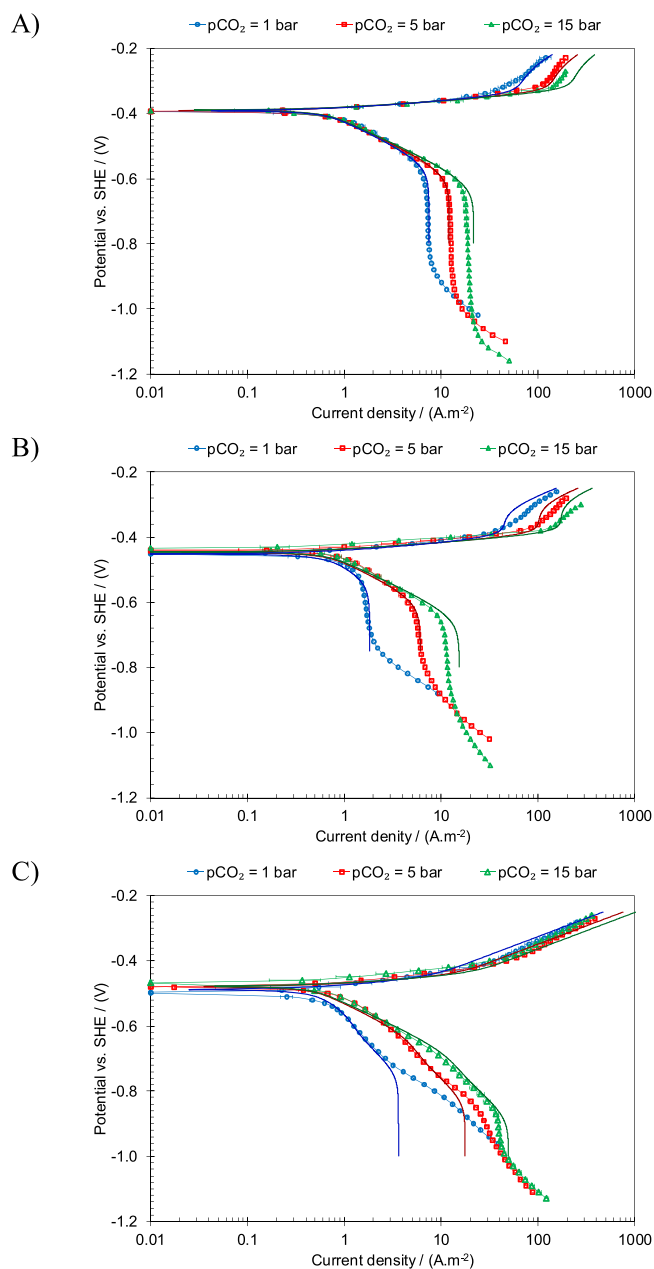 A)
pCO₂ = 1 bar pCO₂ = 5 bar pCO₂ = 15 bar
-0.2
-0.4
-0.6
-0.8
-1.0
-1.2
Potential vs. SHE / (V)
0.01 0.1 1 10 100 1000
Current density / (A.m⁻²)
B)
pCO₂ = 1 bar pCO₂ = 5 bar pCO₂ = 15 bar
-0.2
-0.4
-0.6
-0.8
-1.0
-1.2
Potential vs. SHE / (V)
0.01 0.1 1 10 100 1000
Current denity / (A.m⁻²)
C)
pCO₂ = 1 bar pCO₂ = 5 bar pCO₂ = 15 bar
-0.2
-0.4
-0.6
-0.8
-1.0
-1.2
Potential vs. SHE / (V)
0.01 0.1 1 10 100 1000
Current density / (A.m⁻²)